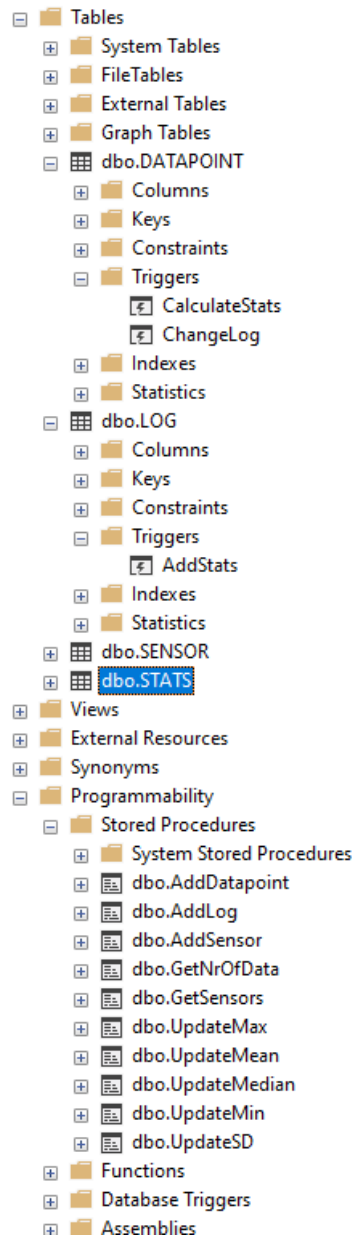 Tables
System Tables
FileTables
External Tables
Graph Tables
dbo.DATAPOINT
Columns
Keys
Constraints
Triggers
CalculateStats
ChangeLog
Indexes
Statistics
dbo.LOG
Columns
Keys
Constraints
Triggers
AddStats
Indexes
Statistics
dbo.SENSOR
dbo.STATS
Views
External Resources
Synonyms
Programmability
Stored Procedures
System Stored Procedures
dbo.AddDatapoint
dbo.AddLog
dbo.AddSensor
dbo.GetNrOfData
dbo.GetSensors
dbo.UpdateMax
dbo.UpdateMean
dbo.UpdateMedian
dbo.UpdateMin
dbo.UpdateSD
Functions
Database Triggers
Assemblies